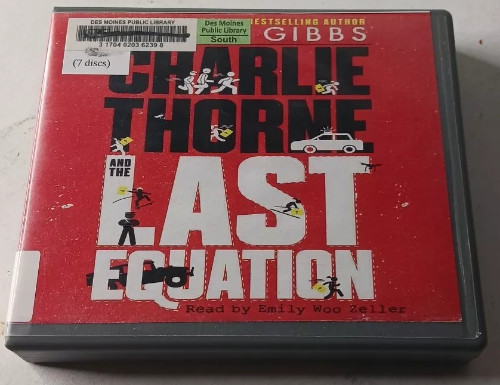 DES MOINES PUBLIC LIBRARY
3 1704 0203 6239 8
(7 discs)
Des Moines
Public Library
South
BESTSELLING AUTHOR
GIBBS
CHARLIE
THORNE
AND THE
LAST
EQUATION
Read by Emily Woo Zeller